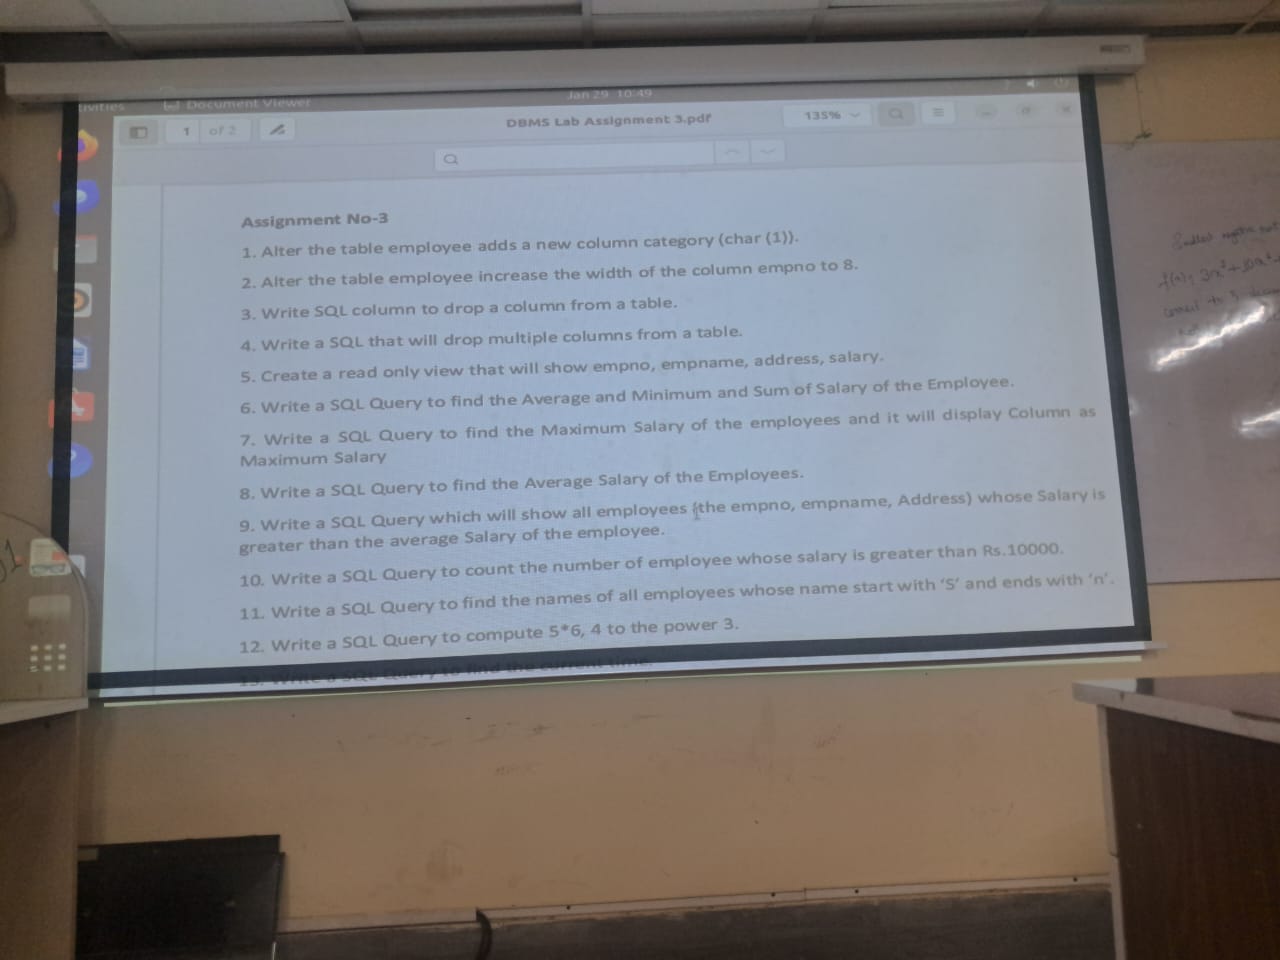 tivities
Document Viewer
Jan 29 10:49
1 of 2
DBMS Lab Assignment 3.pdf
135%
Assignment No-3
1. Alter the table employee adds a new column category (char (1)).
2. Alter the table employee increase the width of the column empno to 8.
3. Write SQL column to drop a column from a table.
4. Write a SQL that will drop multiple columns from a table.
5. Create a read only view that will show empno, empname, address, salary.
6. Write a SQL Query to find the Average and Minimum and Sum of Salary of the Employee.
7. Write a SQL Query to find the Maximum Salary of the employees and it will display Column as
Maximum Salary
8. Write a SQL Query to find the Average Salary of the Employees.
9. Write a SQL Query which will show all employees (the empno, empname, Address) whose Salary is
greater than the average Salary of the employee.
10. Write a SQL Query to count the number of employee whose salary is greater than Rs.10000.
11. Write a SQL Query to find the names of all employees whose name start with 'S' and ends with 'n'.
12. Write a SQL Query to compute 5*6, 4 to the power 3.
13. Write a SQL Query to find the current time.